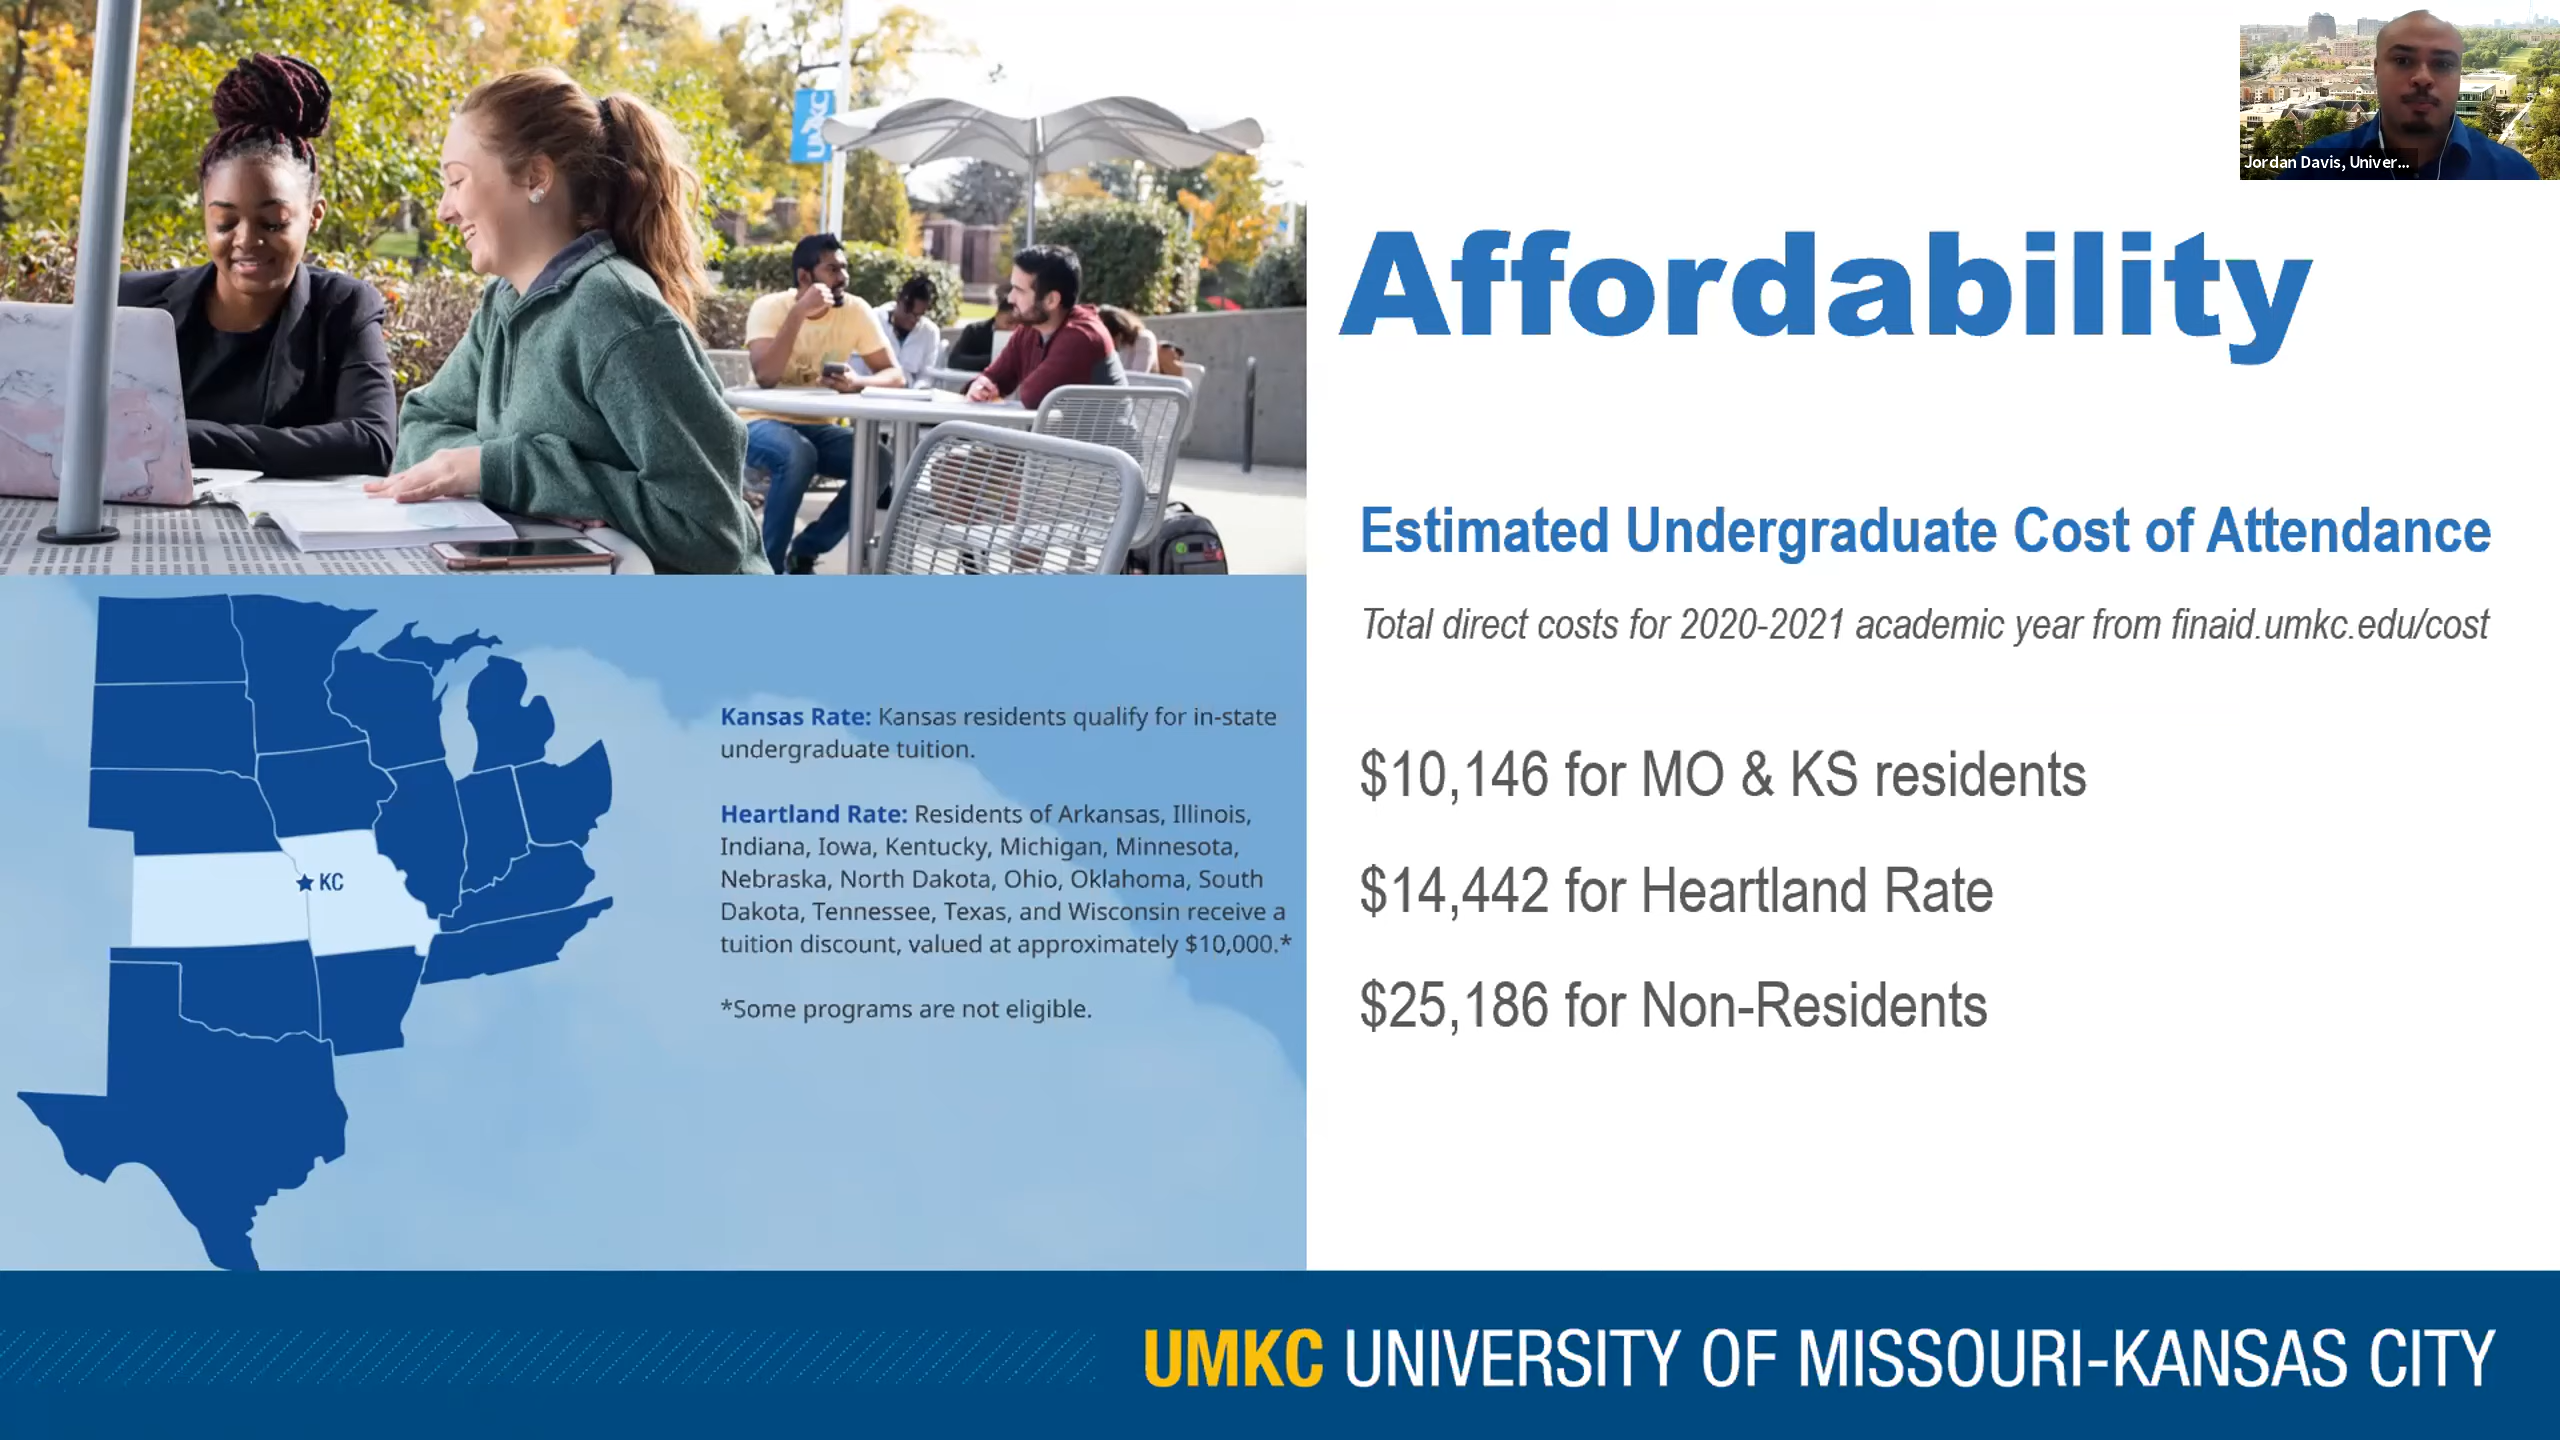 UMKC
Jordan Davis, Univer...
Affordability
Estimated Undergraduate Cost of Attendance
Total direct costs for 2020-2021 academic year from finaid.umkc.edu/cost
$10,146 for MO & KS residents
$14,442 for Heartland Rate
$25,186 for Non-Residents
KC
Kansas Rate: Kansas residents qualify for in-state
undergraduate tuition.
Heartland Rate: Residents of Arkansas, Illinois,
Indiana, Iowa, Kentucky, Michigan, Minnesota,
Nebraska, North Dakota, Ohio, Oklahoma, South
Dakota, Tennessee, Texas, and Wisconsin receive a
tuition discount, valued at approximately $10,000.*
*Some programs are not eligible.
UMKC UNIVERSITY OF MISSOURI-KANSAS CITY